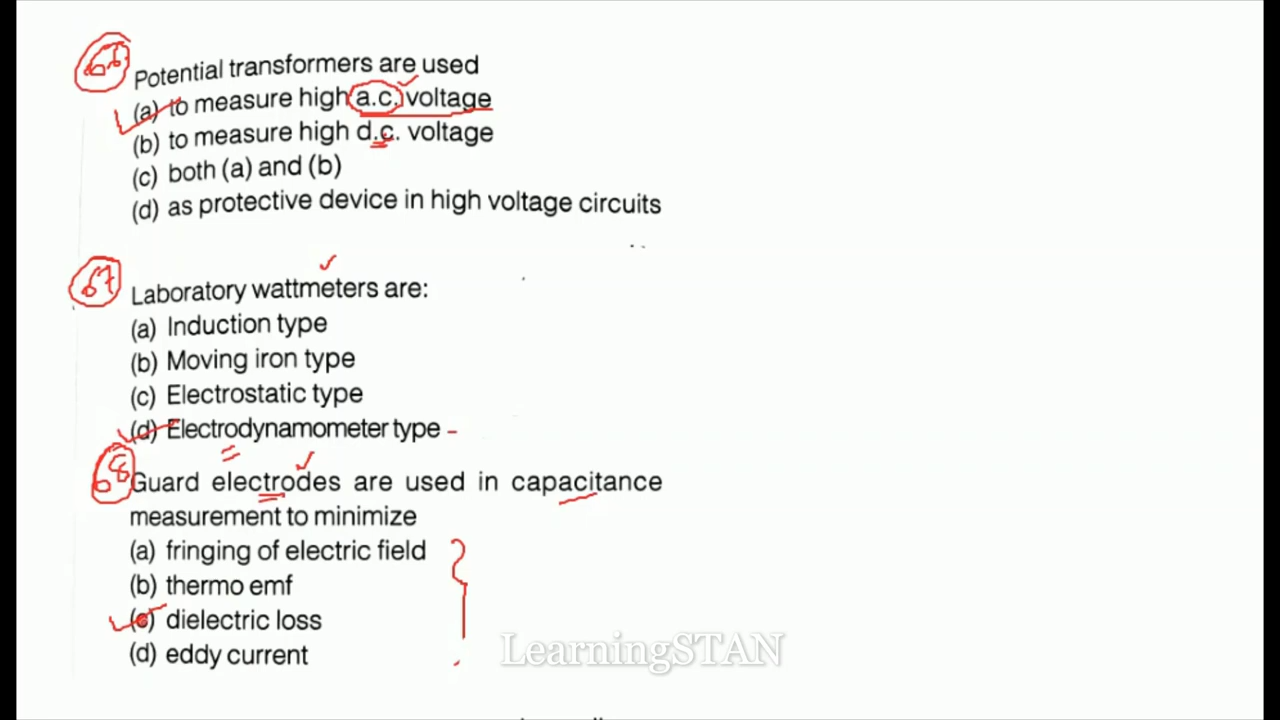 66
Potential transformers are used
(a) to measure high a.c. voltage
(b) to measure high d.c. voltage
(c) both (a) and (b)
(d) as protective device in high voltage circuits
67
Laboratory wattmeters are:
(a) Induction type
(b) Moving iron type
(c) Electrostatic type
(d) Electrodynamometer type
68
Guard electrodes are used in capacitance
measurement to minimize
(a) fringing of electric field
(b) thermo emf
(c) dielectric loss
(d) eddy current
LearningSTAN